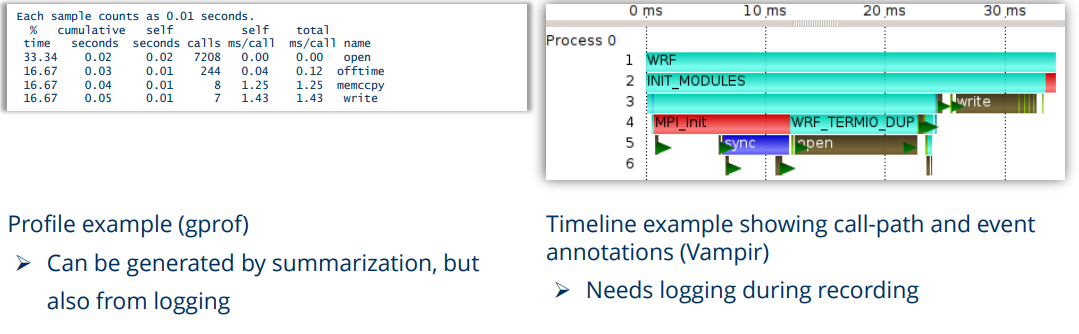 Each sample counts as 0.01 seconds.
% cumulative self self total
time seconds seconds calls ms/call ms/call name
33.34 0.02 0.02 7208 0.00 0.00 open
16.67 0.03 0.01 244 0.04 0.12 offtime
16.67 0.04 0.01 8 1.25 1.25 memccpy
16.67 0.05 0.01 7 1.43 1.43 write
0 ms 10 ms 20 ms 30 ms
Process 0
1 WRF
2 INIT_MODULES
3 write
4 MPI_Init WRF_TERMIO_DUP
5 sync open
6
Profile example (gprof)
➢ Can be generated by summarization, but
also from logging
Timeline example showing call-path and event
annotations (Vampir)
➢ Needs logging during recording